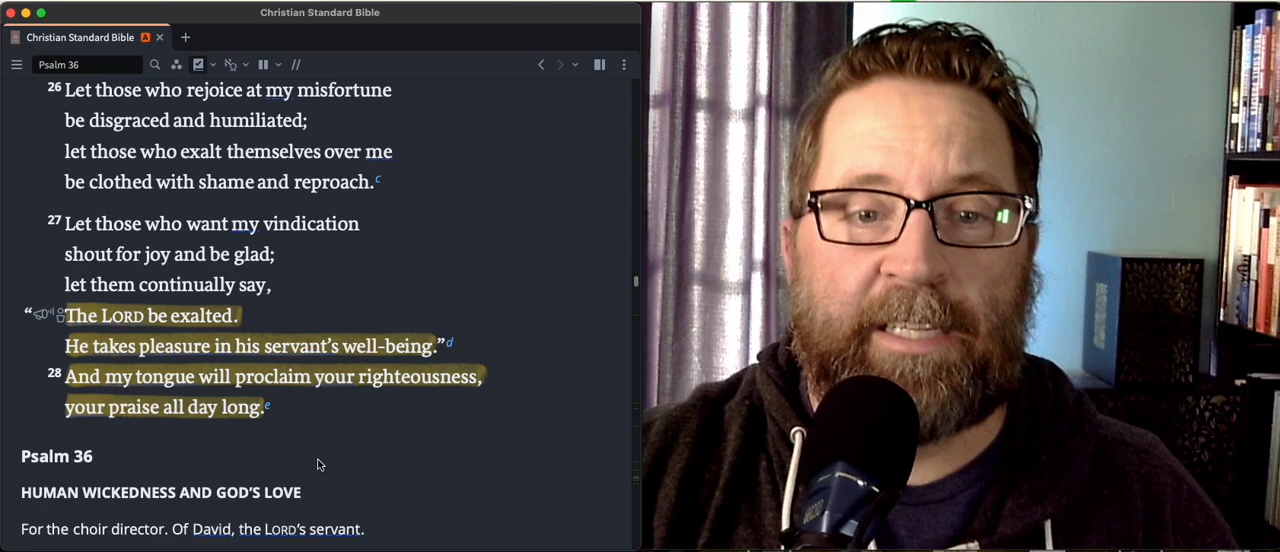 Christian Standard Bible
Christian Standard Bible A
Psalm 36
26 Let those who rejoice at my misfortune
be disgraced and humiliated;
let those who exalt themselves over me
be clothed with shame and reproach.c
27 Let those who want my vindication
shout for joy and be glad;
let them continually say,
“The LORD be exalted.
He takes pleasure in his servant’s well-being.”d
28 And my tongue will proclaim your righteousness,
your praise all day long.e
Psalm 36
HUMAN WICKEDNESS AND GOD’S LOVE
For the choir director. Of David, the LORD’s servant.